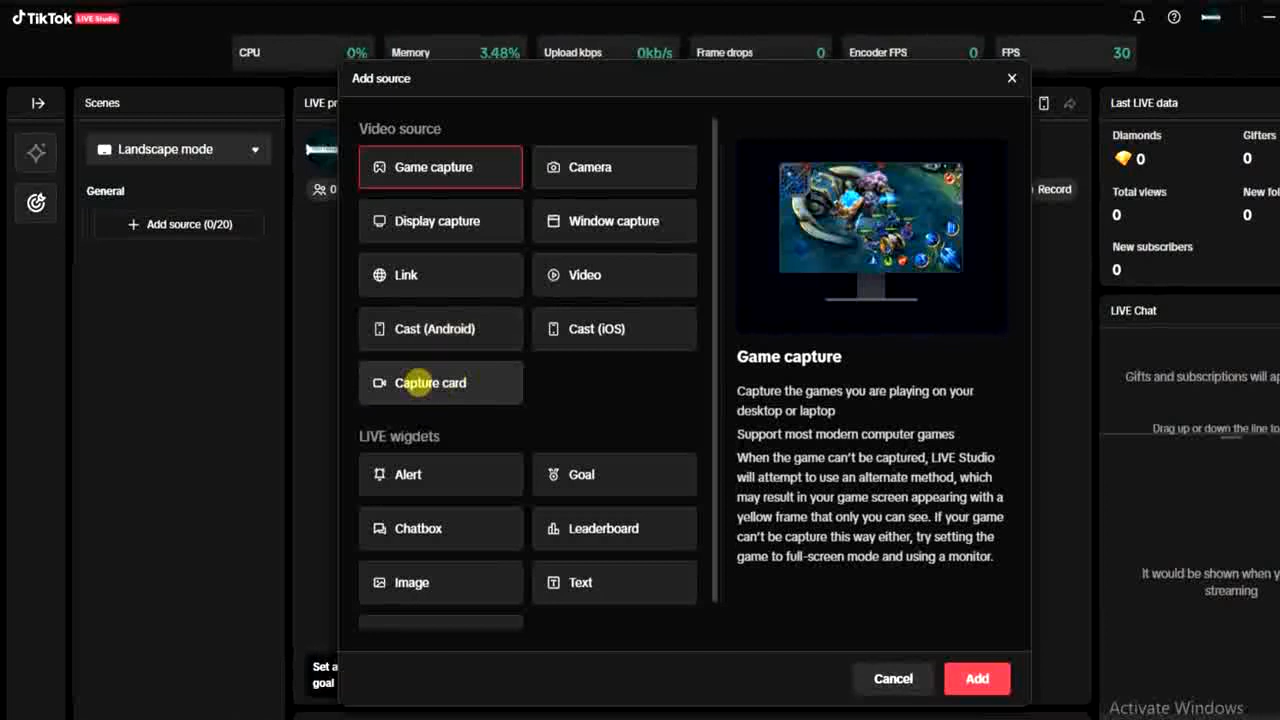 TikTok LIVE Studio
CPU 0%
Memory 3.48%
Upload kbps 0kb/s
Frame drops 0
Encoder FPS 0
FPS 30
Add source
Scenes
Landscape mode
General
Add source (0/20)
LIVE pr
0
Video source
Game capture
Camera
Display capture
Window capture
Link
Video
Cast (Android)
Cast (iOS)
Capture card
LIVE wigdets
Alert
Goal
Chatbox
Leaderboard
Image
Text
Game capture
Capture the games you are playing on your
desktop or laptop
Support most modern computer games
When the game can't be captured, LIVE Studio
will attempt to use an alternate method, which
may result in your game screen appearing with a
yellow frame that only you can see. If your game
can't be capture this way either, try setting the
game to full-screen mode and using a monitor.
Cancel
Add
Set a
goal
Record
Last LIVE data
Diamonds
Gifters
0
0
Total views
New fo
0
0
New subscribers
0
LIVE Chat
Gifts and subscriptions will ap
Drag up or down the line to
It would be shown when y
streaming
Activate Windows